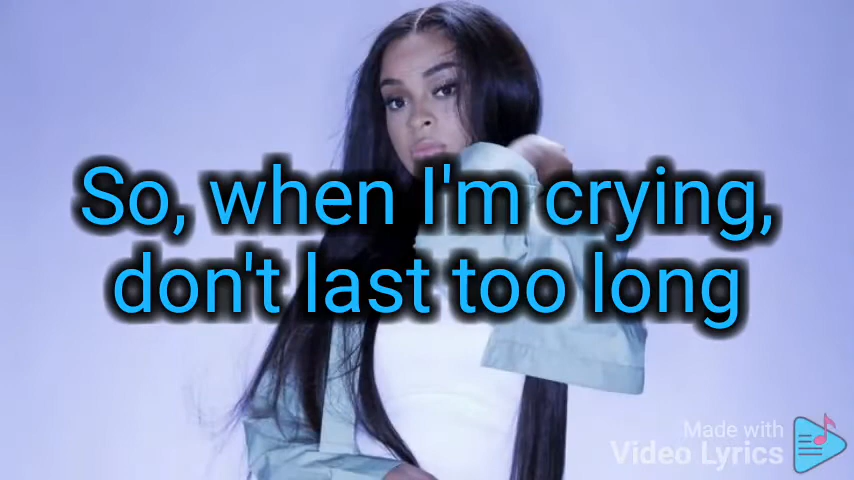 So, when I'm crying,
don't last too long
Made with
Video Lyrics